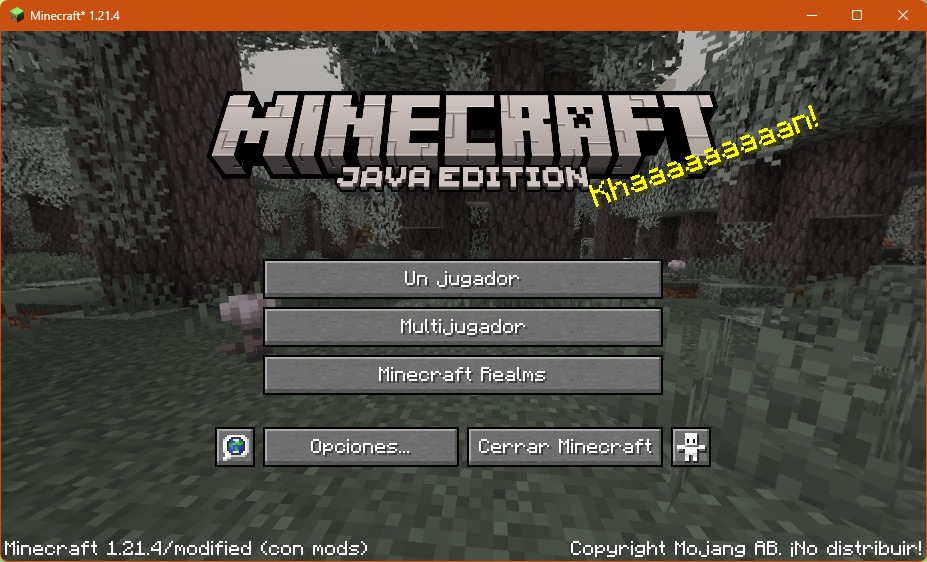 Minecraft* 1.21.4
MINECRAFT
JAVA EDITION
Khaaaaaaaaan!
Un jugador
Multijugador
Minecraft Realms
Opciones...
Cerrar Minecraft
Minecraft 1.21.4/modified (con mods)
Copyright Mojang AB. ¡No distribuir!